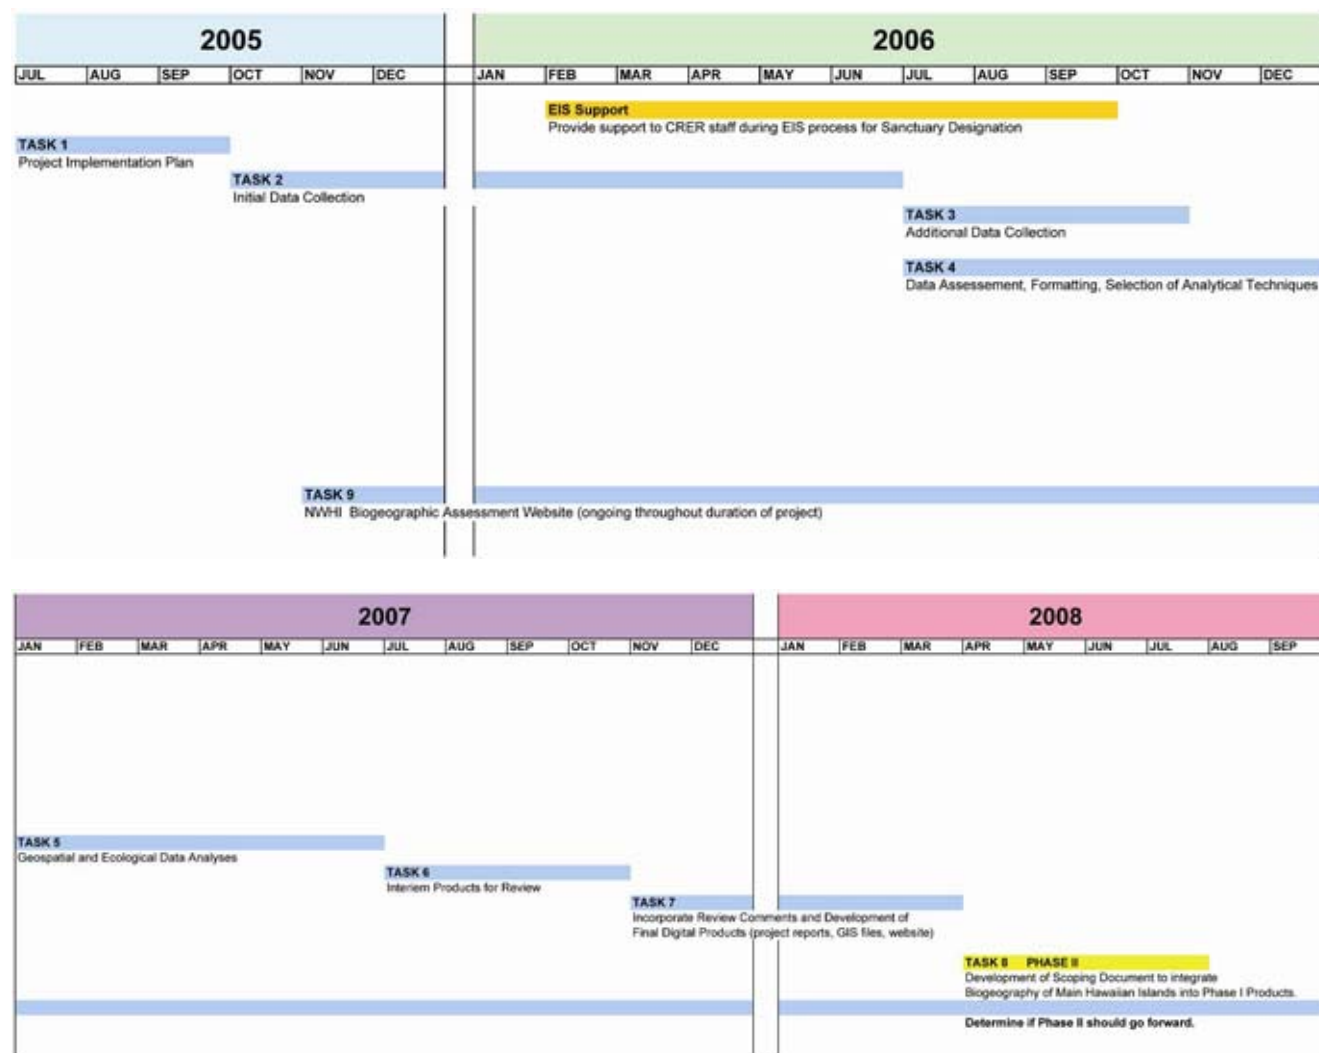 2005 2006
JUL AUG SEP OCT NOV DEC JAN FEB MAR APR MAY JUN JUL AUG SEP OCT NOV DEC
EIS Support
Provide support to CRER staff during EIS process for Sanctuary Designation
TASK 1
Project Implementation Plan
TASK 2
Initial Data Collection
TASK 3
Additional Data Collection
TASK 4
Data Assessement, Formatting, Selection of Analytical Techniques
TASK 9
NWHI Biogeographic Assessment Website (ongoing throughout duration of project)
2007 2008
JAN FEB MAR APR MAY JUN JUL AUG SEP OCT NOV DEC JAN FEB MAR APR MAY JUN JUL AUG SEP
TASK 5
Geospatial and Ecological Data Analyses
TASK 6
Interiem Products for Review
TASK 7
Incorporate Review Comments and Development of
Final Digital Products (project reports, GIS files, website)
TASK 8 PHASE II
Development of Scoping Document to integrate
Biogeography of Main Hawaiian Islands into Phase I Products.
Determine if Phase II should go forward.